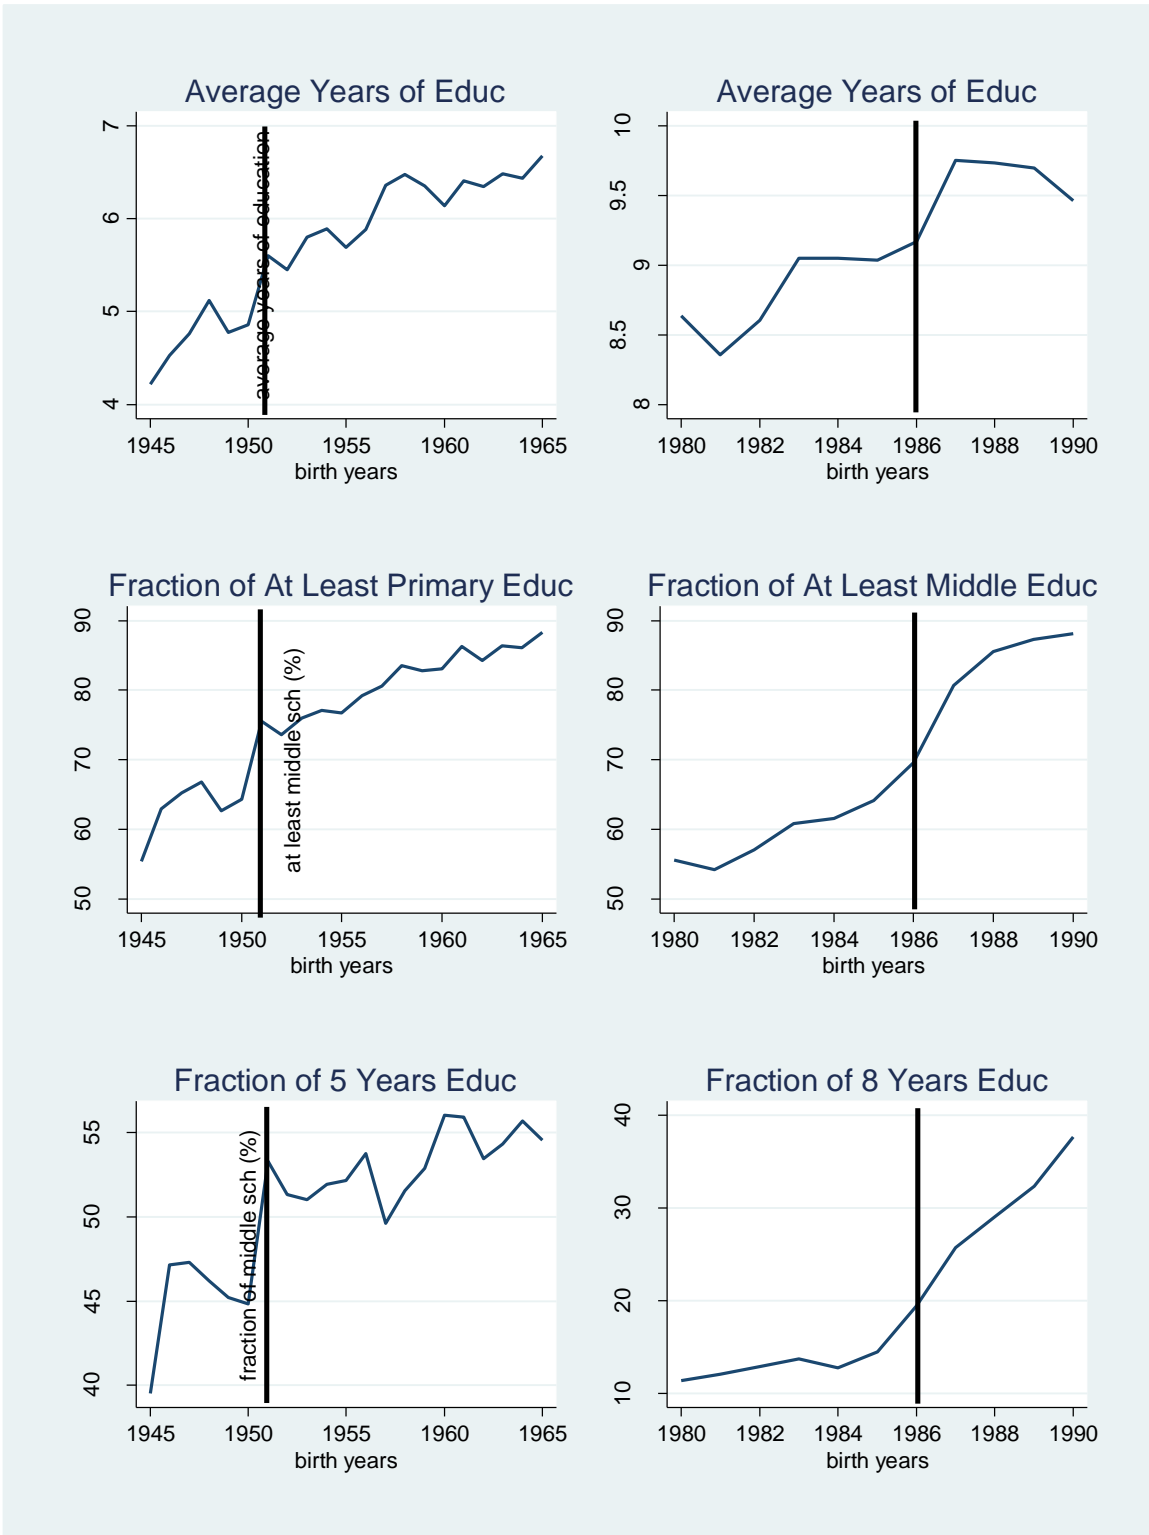 Average Years of Educ
7
6
5
4
average years of education
1945 1950 1955 1960 1965
birth years
Average Years of Educ
10
9.5
9
8.5
8
1980 1982 1984 1986 1988 1990
birth years
Fraction of At Least Primary Educ
90
80
70
60
50
at least middle sch (%)
1945 1950 1955 1960 1965
birth years
Fraction of At Least Middle Educ
90
80
70
60
50
1980 1982 1984 1986 1988 1990
birth years
Fraction of 5 Years Educ
55
50
45
40
fraction of middle sch (%)
1945 1950 1955 1960 1965
birth years
Fraction of 8 Years Educ
40
30
20
10
1980 1982 1984 1986 1988 1990
birth years